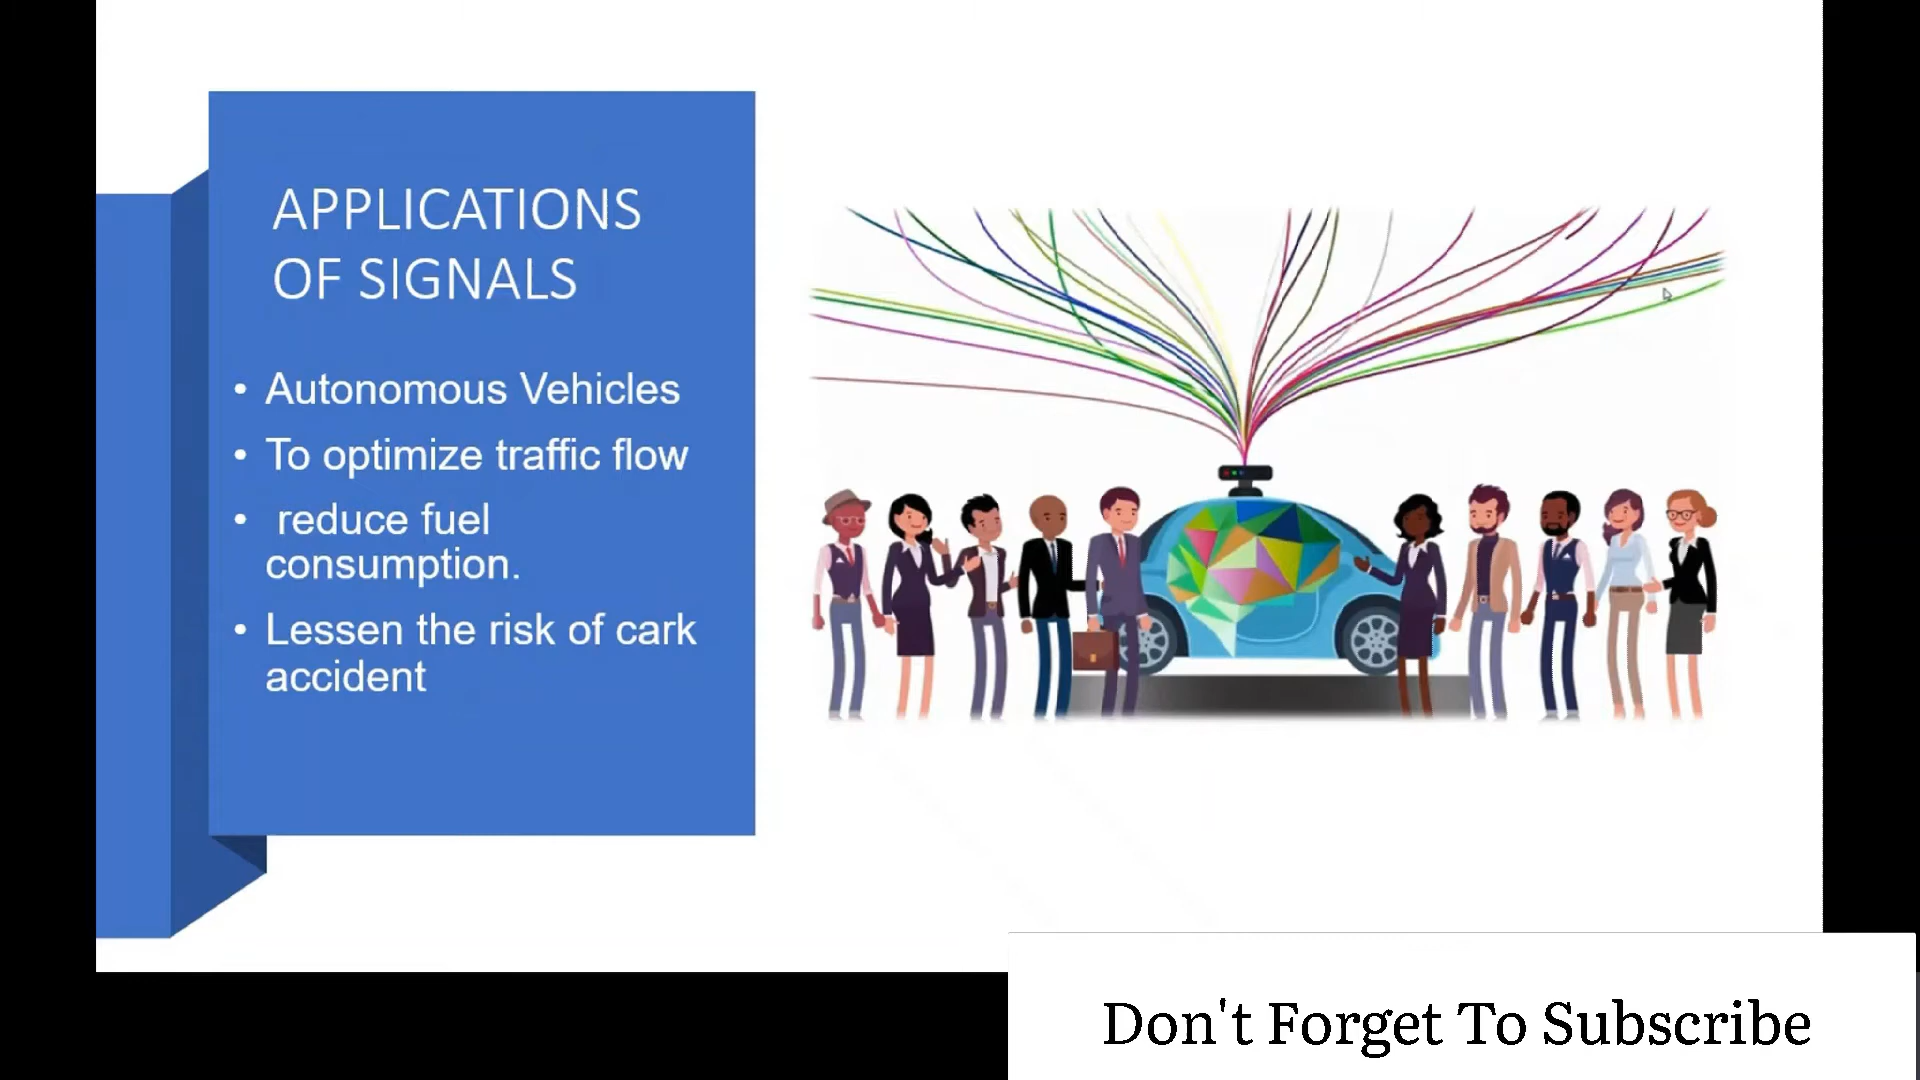 APPLICATIONS
OF SIGNALS
• Autonomous Vehicles
• To optimize traffic flow
• reduce fuel
consumption.
• Lessen the risk of cark
accident
Don't Forget To Subscribe